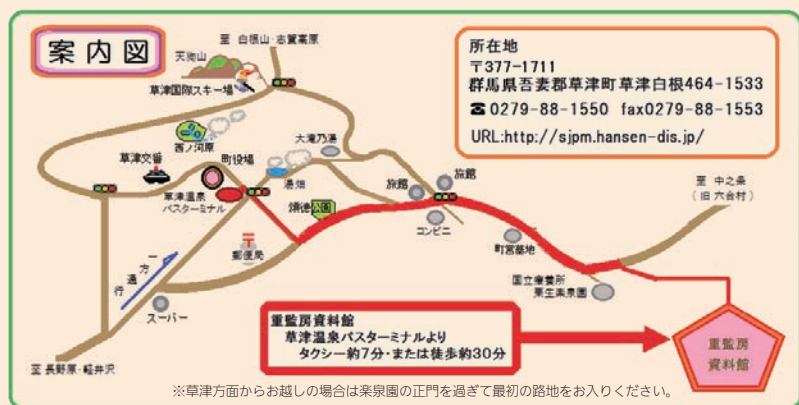 案内図
至 白根山・志賀高原
天狗山
草津国際スキー場
所在地
〒377-1711
群馬県吾妻郡草津町草津白根464-1533
☎0279-88-1550 fax0279-88-1553
URL:http://sjpm.hansen-dis.jp/
西ノ河原
大滝乃湯
草津交番
町役場
湯畑
草津温泉
バスターミナル
旅館
旅館
至 中之条
(旧 六合村)
頌徳公園
コンビニ
町営墓地
〒
郵便局
一方通行
国立療養所
栗生楽泉園
スーパー
重監房資料館
草津温泉バスターミナルより
タクシー約7分・または徒歩約30分
重監房
資料館
至 長野原・軽井沢
※草津方面からお越しの場合は楽泉園の正門を過ぎて最初の路地をお入りください。